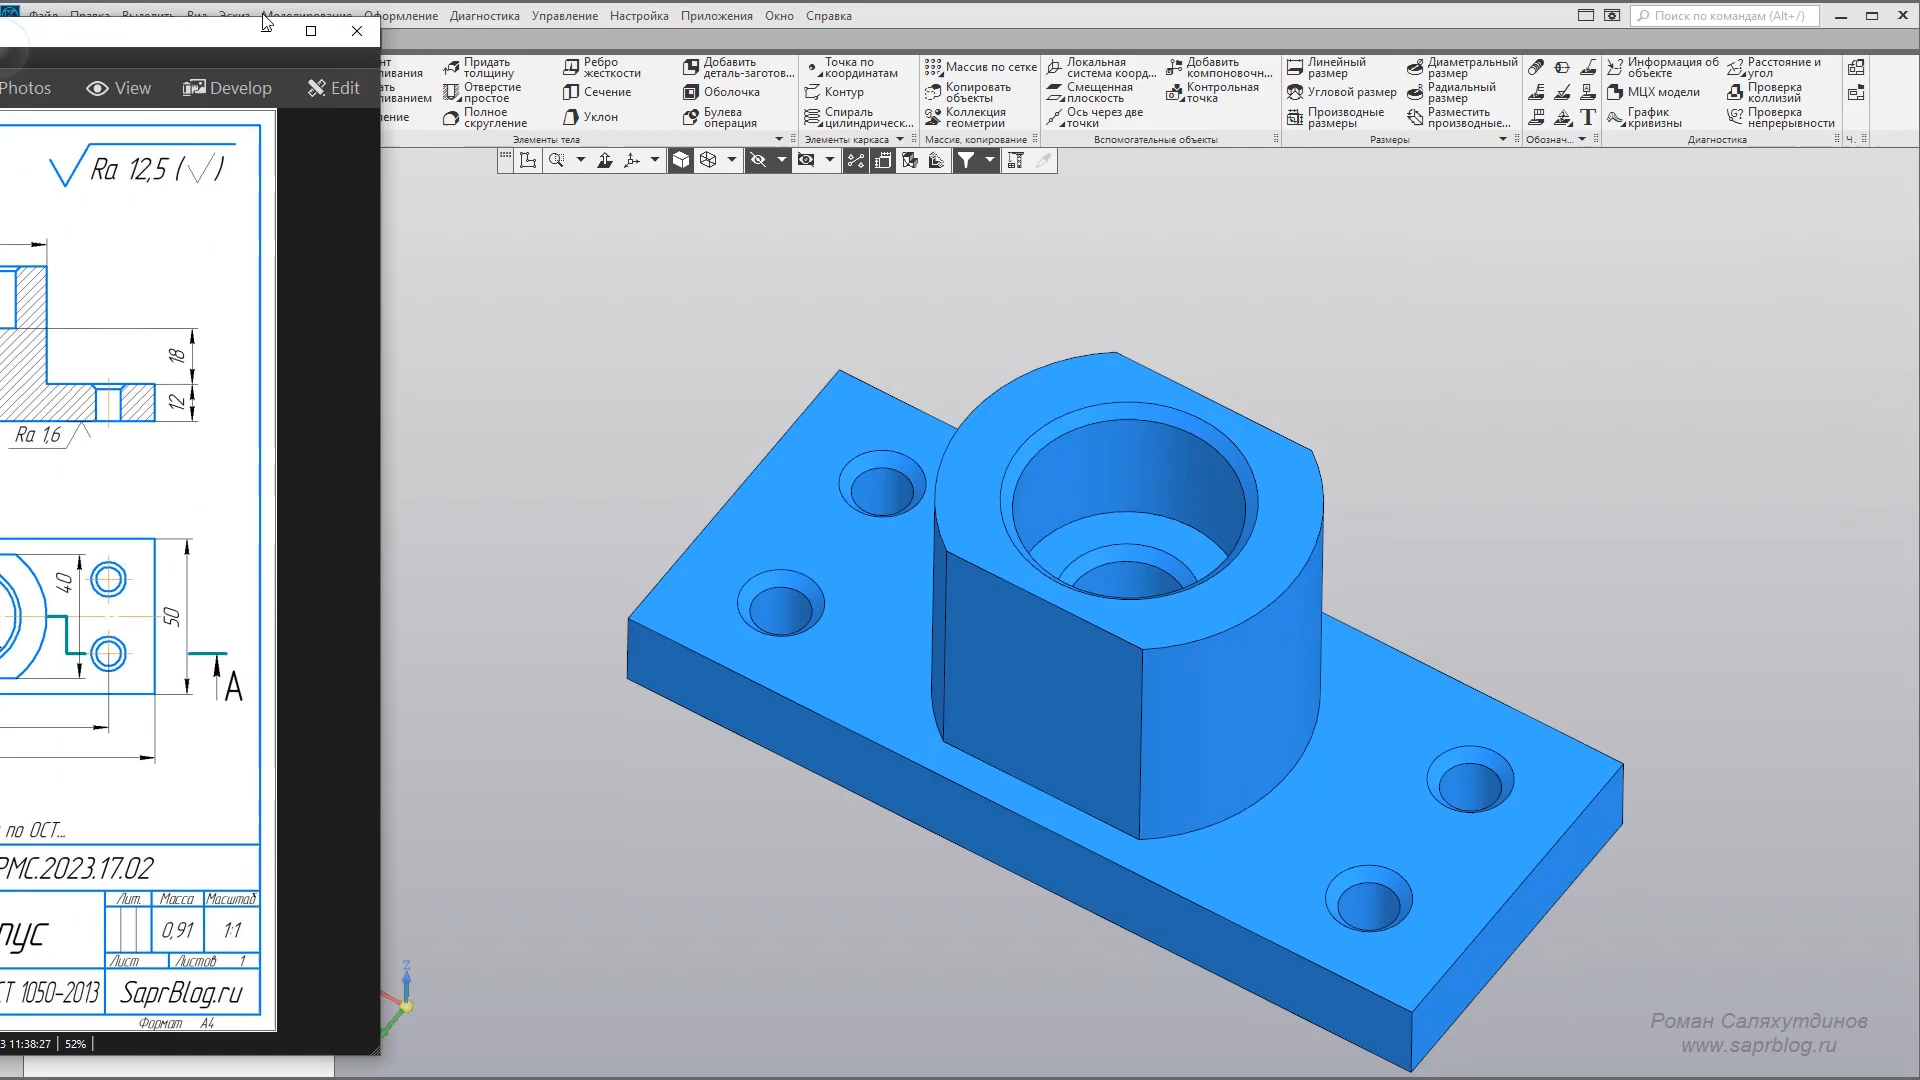 Файл Правка Выделить Вид Эскиз Моделирование Оформление Диагностика Управление Настройка Приложения Окно Справка
Поиск по командам (Alt+/)
Photos View Develop Edit
Придать толщину
Отверстие простое
Полное скругление
Ребро жесткости
Сечение
Уклон
Добавить деталь-заготов...
Оболочка
Булева операция
Элементы тела
Точка по координатам
Контур
Спираль цилиндрическ...
Элементы каркаса
Массив по сетке
Копировать объекты
Коллекция геометрии
Массив, копирование
Локальная система коорд...
Смещенная плоскость
Ось через две точки
Добавить компоновочн...
Контрольная точка
Вспомогательные объекты
Линейный размер
Угловой размер
Производные размеры
Диаметральный размер
Радиальный размер
Разместить производные...
Размеры
Обознач...
Информация об объекте
МЦХ модели
График кривизны
Расстояние и угол
Проверка коллизий
Проверка непрерывности
Диагностика
Ч.
Ra 12,5 (√)
18
12
Ra 1,6
40
50
A
по ОСТ...
РМС.2023.17.02
Лит. Масса Масштаб
пус
0,91 1:1
Лист Листов 1
СТ 1050-2013
SaprBlog.ru
Формат А4
3 11:38:27 52%
Z
Роман Саляхутдинов
www.saprblog.ru